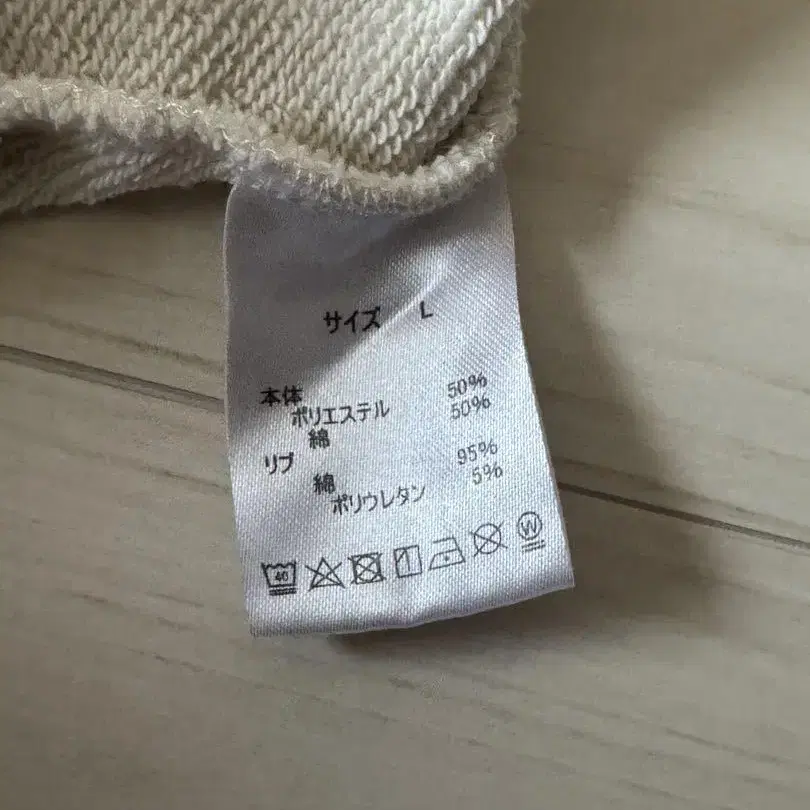 サイズ L
本体
ポリエステル 50%
綿 50%
リブ
綿 95%
ポリウレタン 5%
40
W